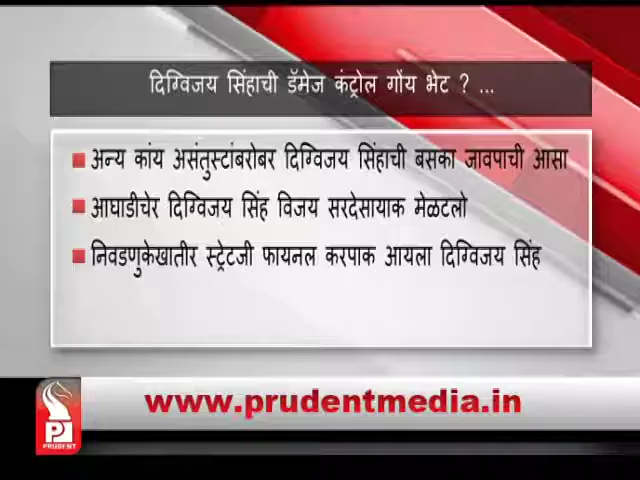 दिग्विजय सिंहाची डॅमेज कंट्रोल गोंय भेट ? ...
अन्य कांय असंतुस्टांबरोबर दिग्विजय सिंहाची बसका जावपाची आसा
आघाडीचेर दिग्विजय सिंह विजय सरदेसायाक मेळटलो
निवडणुकेखातीर स्ट्रेटजी फायनल करपाक आयला दिग्विजय सिंह
www.prudentmedia.in
P
PRUDENT